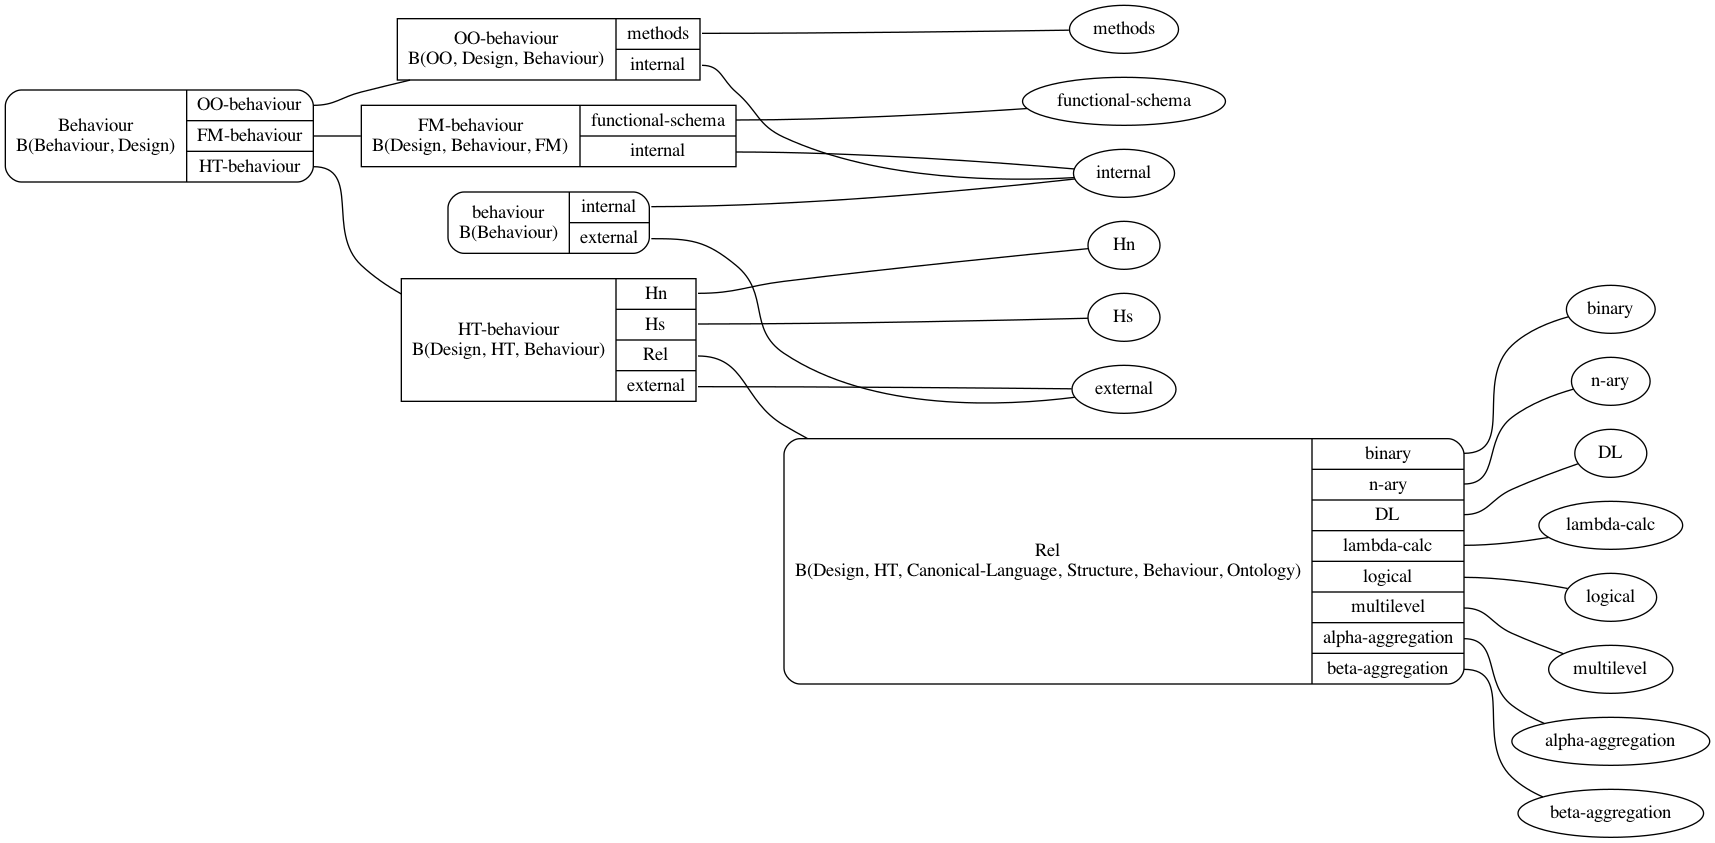 Behaviour
B(Behaviour, Design)
OO-behaviour
FM-behaviour
HT-behaviour
OO-behaviour
B(OO, Design, Behaviour)
methods
internal
FM-behaviour
B(Design, Behaviour, FM)
functional-schema
internal
behaviour
B(Behaviour)
internal
external
HT-behaviour
B(Design, HT, Behaviour)
Hn
Hs
Rel
external
methods
functional-schema
internal
Hn
Hs
external
Rel
B(Design, HT, Canonical-Language, Structure, Behaviour, Ontology)
binary
n-ary
DL
lambda-calc
logical
multilevel
alpha-aggregation
beta-aggregation
binary
n-ary
DL
lambda-calc
logical
multilevel
alpha-aggregation
beta-aggregation